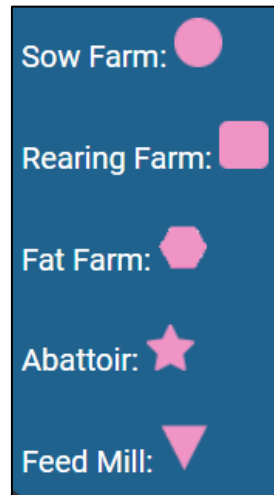 Sow Farm:
Rearing Farm:
Fat Farm:
Abattoir:
Feed Mill: